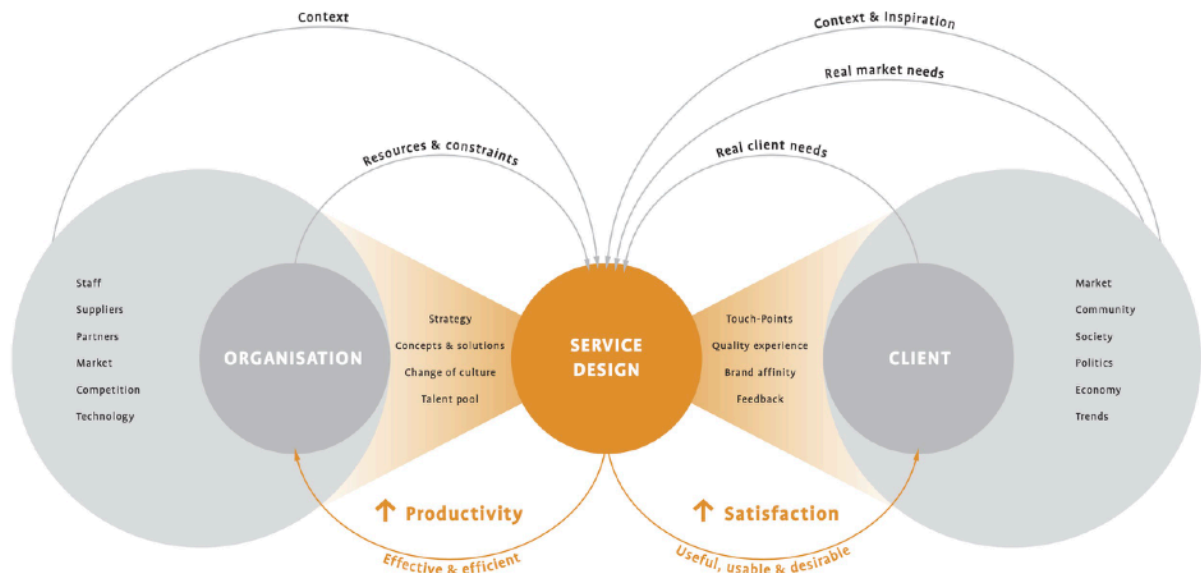 Context
Context & Inspiration
Real market needs
Resources & constraints
Real client needs
Staff
Suppliers
Partners
Market
Competition
Technology
ORGANISATION
Strategy
Concepts & solutions
Change of culture
Talent pool
SERVICE
DESIGN
Touch-Points
Quality experience
Brand affinity
Feedback
CLIENT
Market
Community
Society
Politics
Economy
Trends
↑ Productivity
Effective & efficient
↑ Satisfaction
Useful, usable & desirable